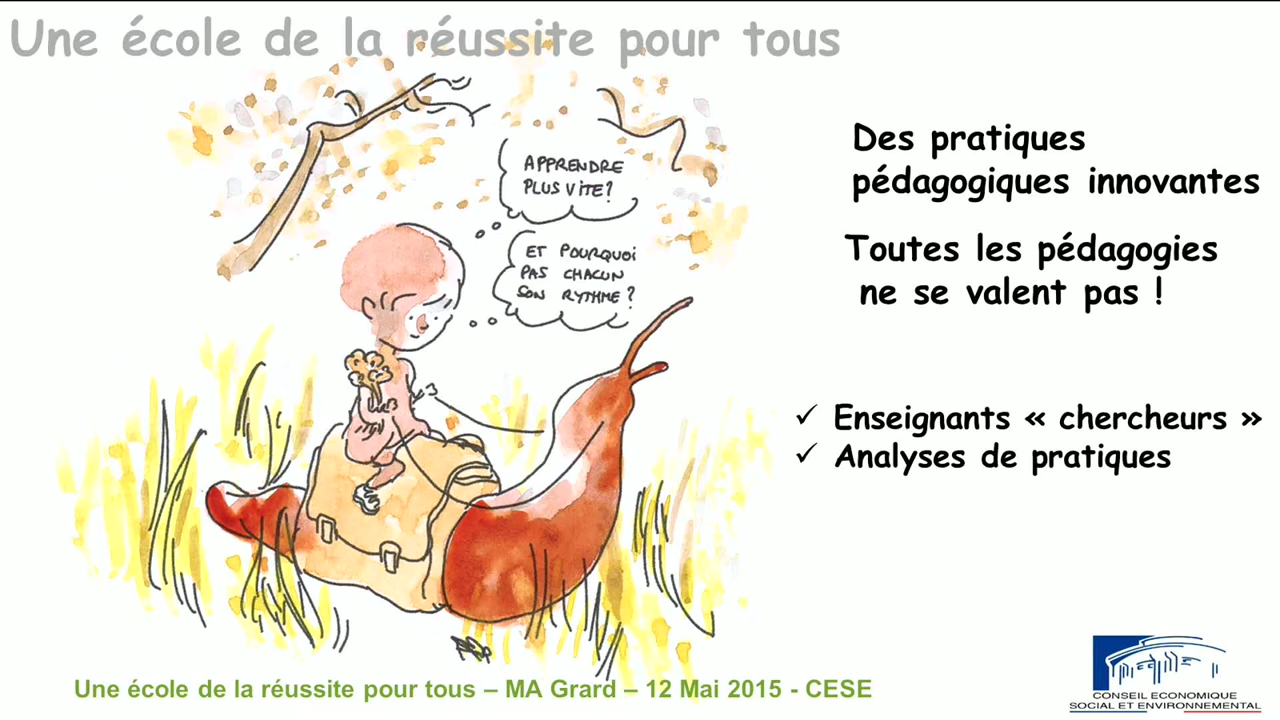 Une école de la réussite pour tous
APPRENDRE
PLUS VITE?
ET POURQUOI
PAS CHACUN
SON RYTHME?
Des pratiques
pédagogiques innovantes
Toutes les pédagogies
ne se valent pas !
✓ Enseignants « chercheurs »
✓ Analyses de pratiques
Une école de la réussite pour tous – MA Grard – 12 Mai 2015 - CESE
CONSEIL ECONOMIQUE
SOCIAL ET ENVIRONNEMENTAL